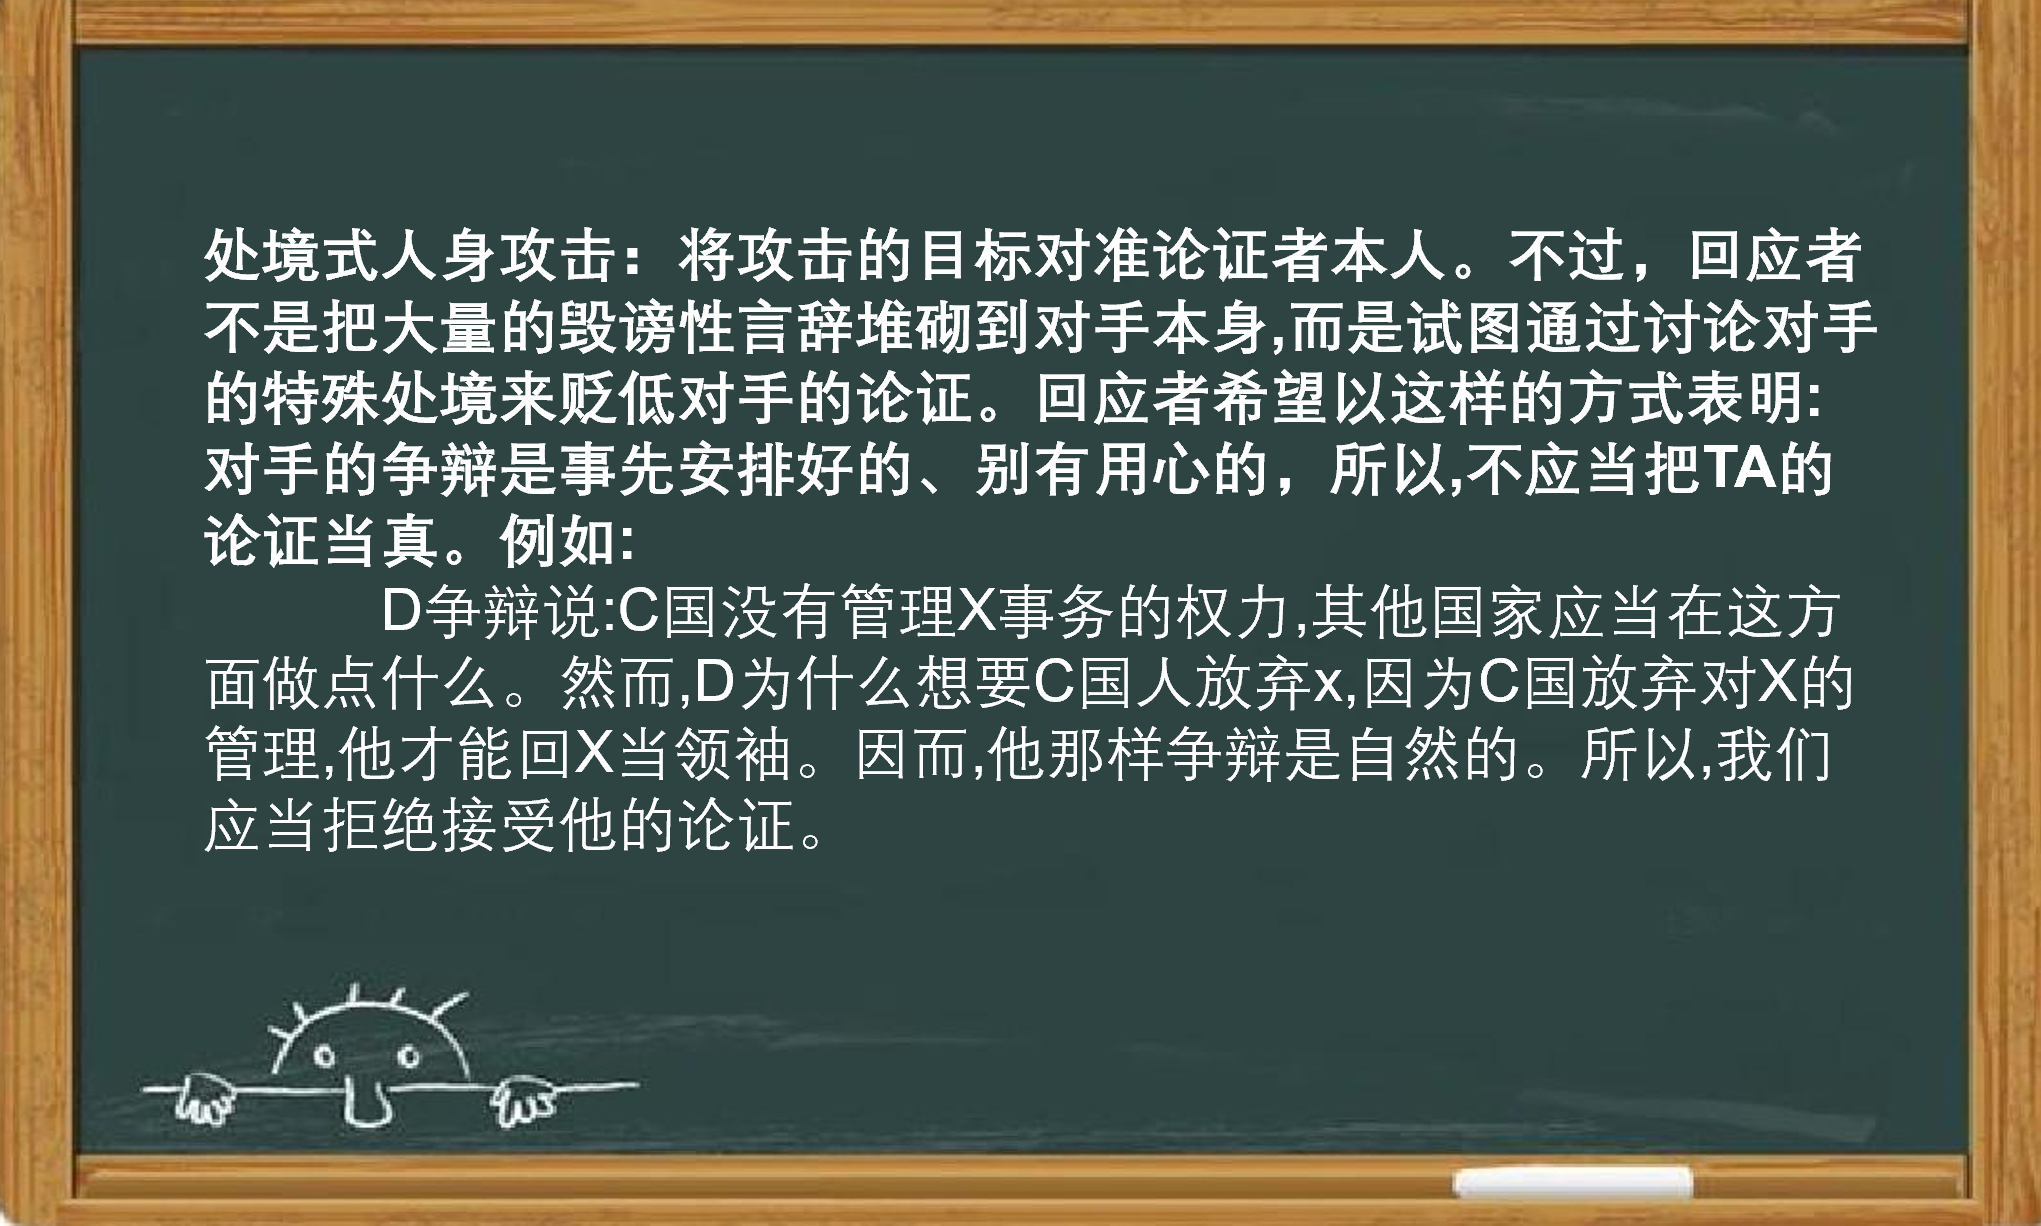 处境式人身攻击：将攻击的目标对准论证者本人。不过，回应者
不是把大量的毁谤性言辞堆砌到对手本身,而是试图通过讨论对手
的特殊处境来贬低对手的论证。回应者希望以这样的方式表明:
对手的争辩是事先安排好的、别有用心的，所以,不应当把TA的
论证当真。例如:
D争辩说:C国没有管理X事务的权力,其他国家应当在这方
面做点什么。然而,D为什么想要C国人放弃x,因为C国放弃对X的
管理,他才能回X当领袖。因而,他那样争辩是自然的。所以,我们
应当拒绝接受他的论证。